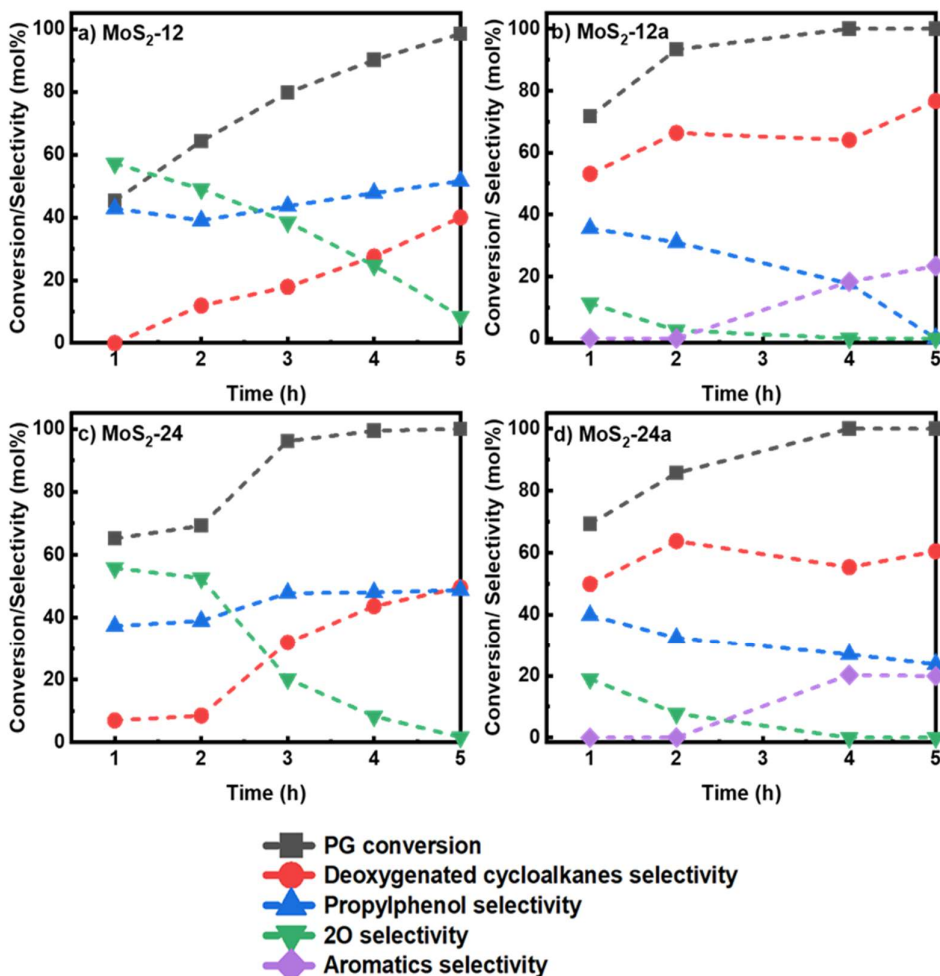 a) MoS₂-12
Conversion/Selectivity (mol%)
100
80
60
40
20
0
1 2 3 4 5
Time (h)
b) MoS₂-12a
Conversion/ Selectivity (mol%)
100
80
60
40
20
0
1 2 3 4 5
Time (h)
c) MoS₂-24
Conversion/Selectivity (mol%)
100
80
60
40
20
0
1 2 3 4 5
Time (h)
d) MoS₂-24a
Conversion/ Selectivity (mol%)
100
80
60
40
20
0
1 2 3 4 5
Time (h)
PG conversion
Deoxygenated cycloalkanes selectivity
Propylphenol selectivity
2O selectivity
Aromatics selectivity